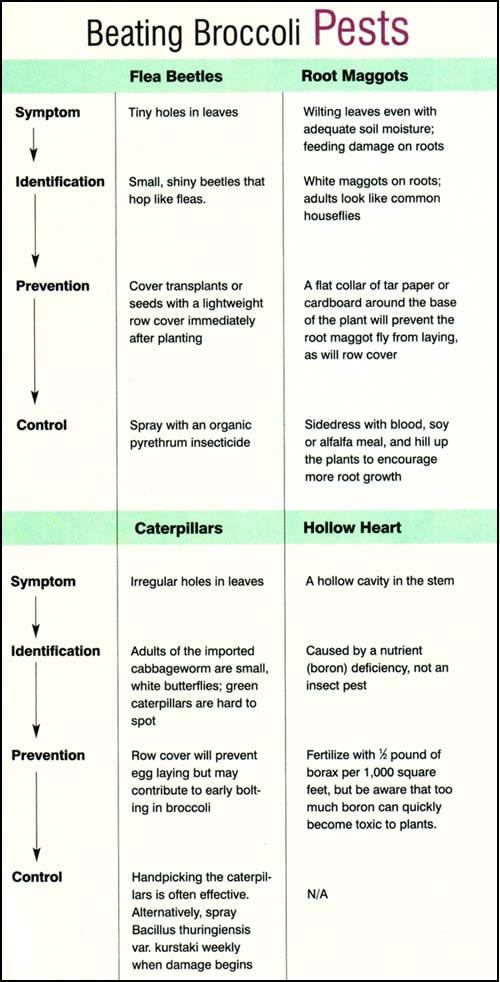 Beating Broccoli Pests
Flea Beetles
Root Maggots
Symptom
Tiny holes in leaves
Wilting leaves even with
adequate soil moisture;
feeding damage on roots
Identification
Small, shiny beetles that
hop like fleas.
White maggots on roots;
adults look like common
houseflies
Prevention
Cover transplants or
seeds with a lightweight
row cover immediately
after planting
A flat collar of tar paper or
cardboard around the base
of the plant will prevent the
root maggot fly from laying,
as will row cover
Control
Spray with an organic
pyrethrum insecticide
Sidedress with blood, soy
or alfalfa meal, and hill up
the plants to encourage
more root growth
Caterpillars
Hollow Heart
Symptom
Irregular holes in leaves
A hollow cavity in the stem
Identification
Adults of the imported
cabbageworm are small,
white butterflies; green
caterpillars are hard to
spot
Caused by a nutrient
(boron) deficiency, not an
insect pest
Prevention
Row cover will prevent
egg laying but may
contribute to early bolt-
ing in broccoli
Fertilize with ½ pound of
borax per 1,000 square
feet, but be aware that too
much boron can quickly
become toxic to plants.
Control
Handpicking the caterpil-
lars is often effective.
Alternatively, spray
Bacillus thuringiensis
var. kurstaki weekly
when damage begins
N/A